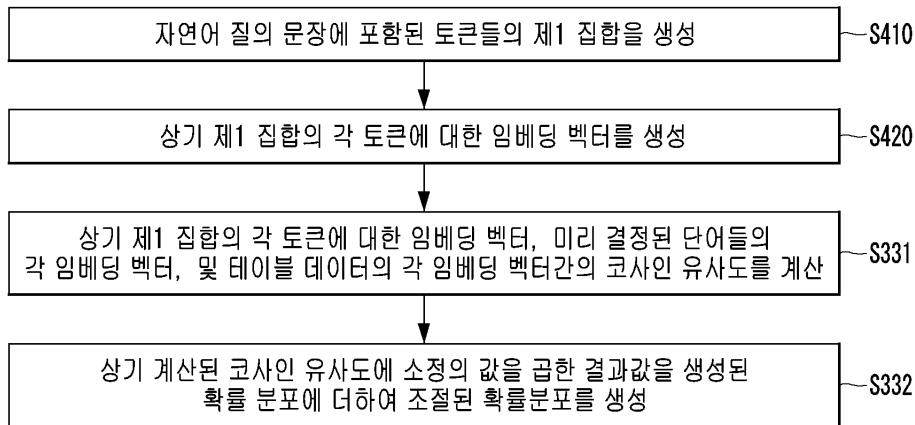 자연어 질의 문장에 포함된 토큰들의 제1 집합을 생성
S410
상기 제1 집합의 각 토큰에 대한 임베딩 벡터를 생성
S420
상기 제1 집합의 각 토큰에 대한 임베딩 벡터, 미리 결정된 단어들의
각 임베딩 벡터, 및 테이블 데이터의 각 임베딩 벡터간의 코사인 유사도를 계산
S331
상기 계산된 코사인 유사도에 소정의 값을 곱한 결과값을 생성된
확률 분포에 더하여 조절된 확률분포를 생성
S332